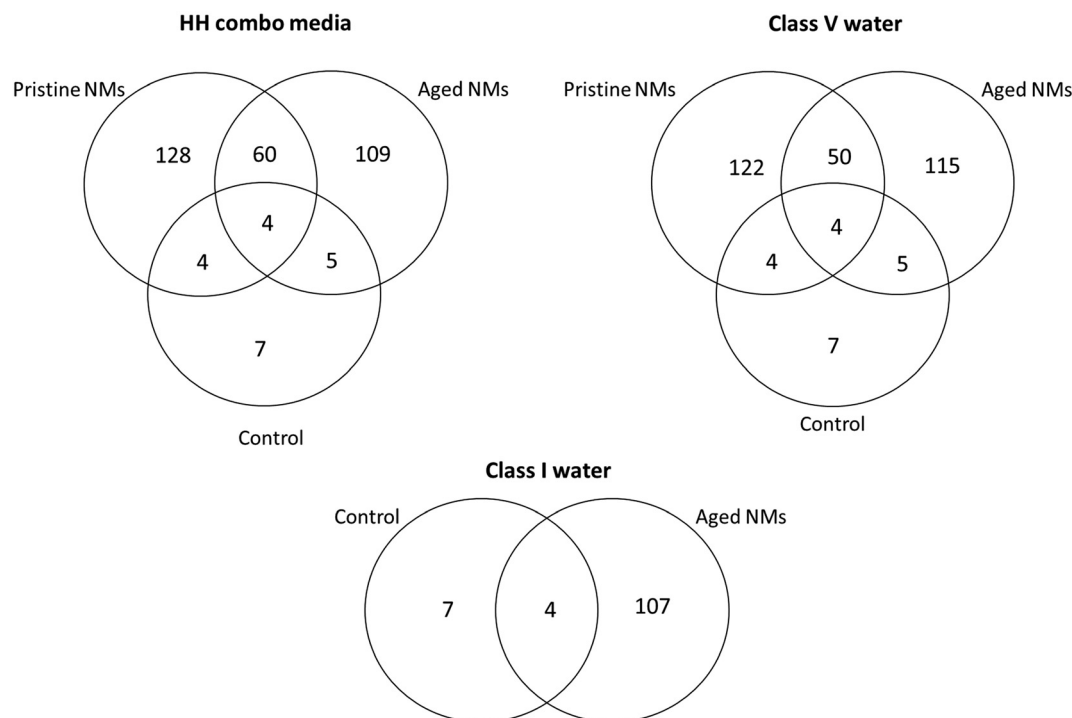 HH combo media
Class V water
Pristine NMs
Aged NMs
128
60
109
4
4
5
7
Control
Pristine NMs
Aged NMs
122
50
115
4
4
5
7
Control
Class I water
Control
Aged NMs
7
4
107